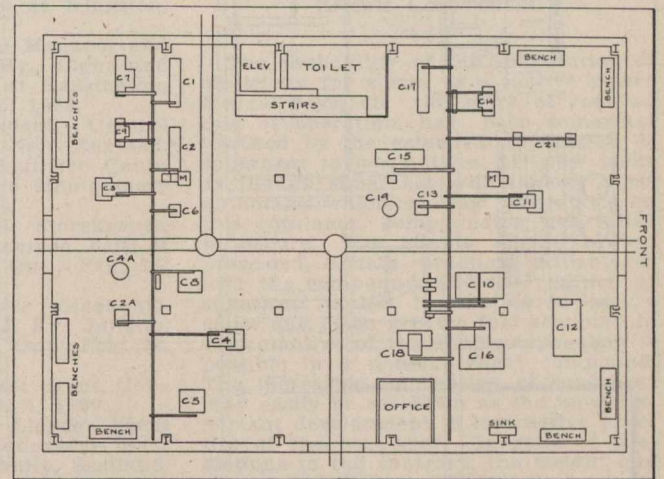 ELEV
TOILET
STAIRS
BENCH
BENCHES
BENCH
C7
C1
C17
C14
C9
C2
C21
M
C15
M
C3
C6
C19
C13
C11
FRONT
C4A
C8
C10
C2A
C4
C18
C16
C12
C5
OFFICE
BENCHES
BENCH
SINK
BENCH
BENCH